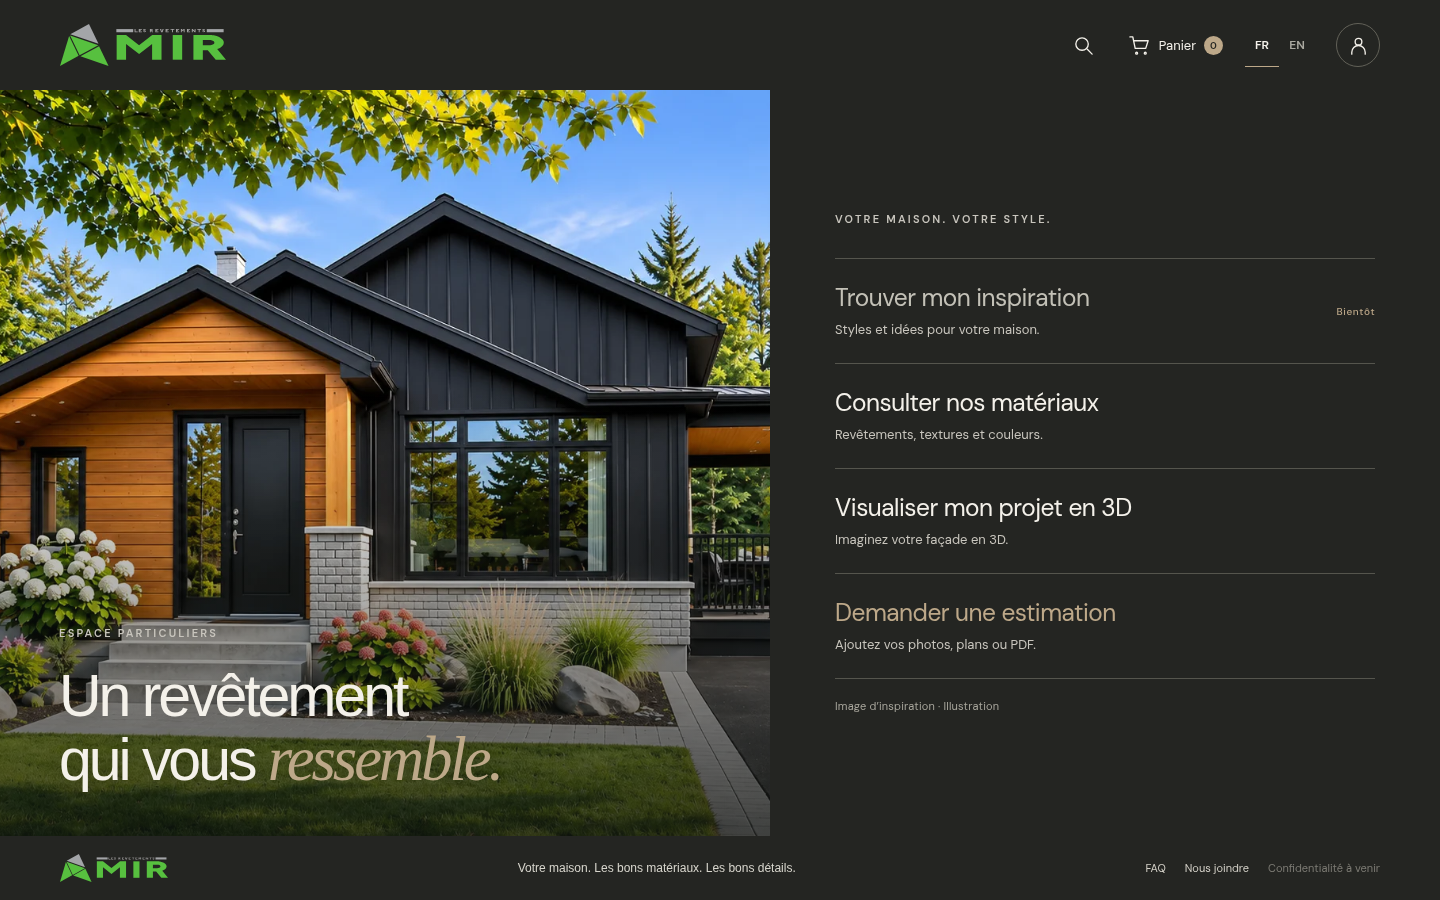 LES REVÊTEMENTS
MIR
Panier 0
FR EN
VOTRE MAISON. VOTRE STYLE.
Trouver mon inspiration
Styles et idées pour votre maison.
Bientôt
Consulter nos matériaux
Revêtements, textures et couleurs.
Visualiser mon projet en 3D
Imaginez votre façade en 3D.
Demander une estimation
Ajoutez vos photos, plans ou PDF.
Image d'inspiration · Illustration
ESPACE PARTICULIERS
Un revêtement
qui vous ressemble.
LES REVÊTEMENTS
MIR
Votre maison. Les bons matériaux. Les bons détails.
FAQ Nous joindre Confidentialité à venir